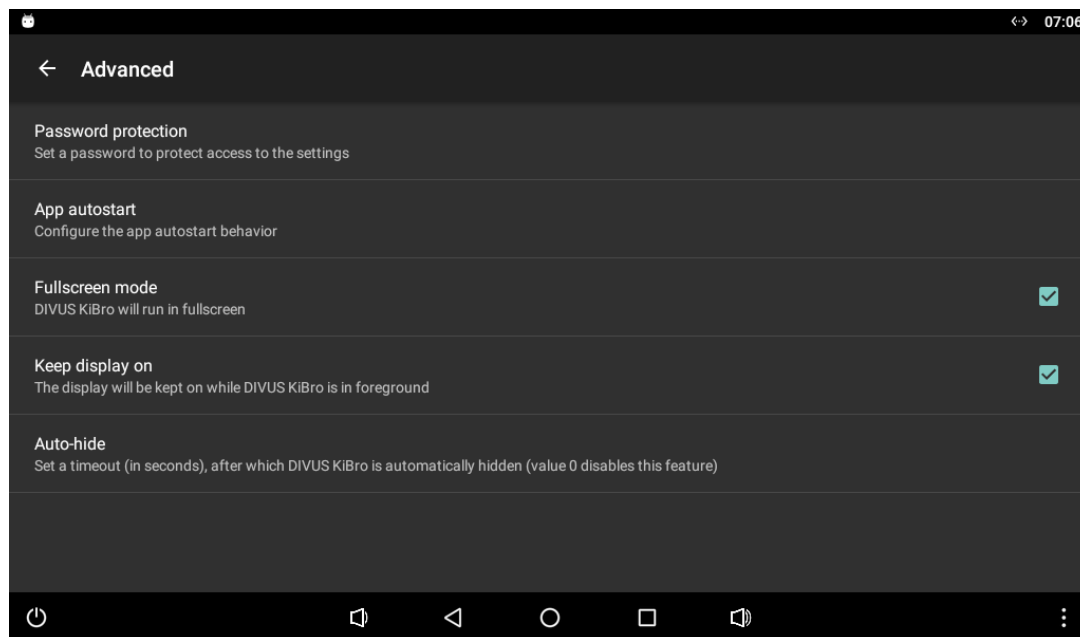 07:06
Advanced
Password protection
Set a password to protect access to the settings
App autostart
Configure the app autostart behavior
Fullscreen mode
DIVUS KiBro will run in fullscreen
Keep display on
The display will be kept on while DIVUS KiBro is in foreground
Auto-hide
Set a timeout (in seconds), after which DIVUS KiBro is automatically hidden (value 0 disables this feature)